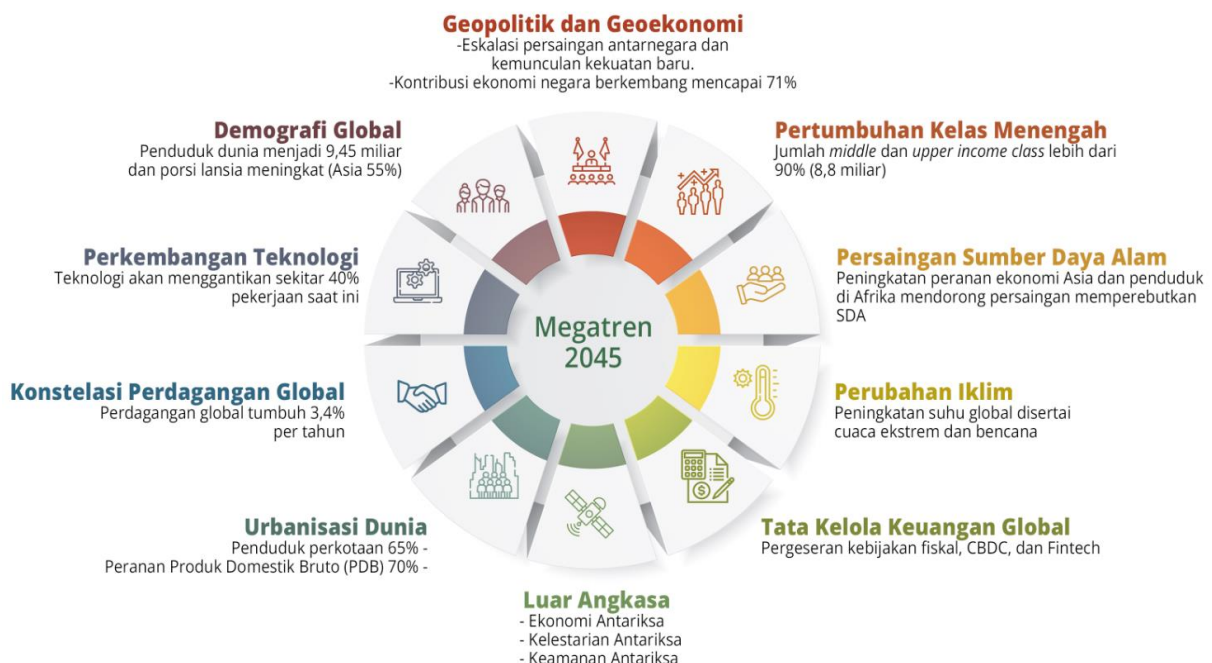 Geopolitik dan Geoekonomi
-Eskalasi persaingan antarnegara dan
kemunculan kekuatan baru.
-Kontribusi ekonomi negara berkembang mencapai 71%
Demografi Global
Penduduk dunia menjadi 9,45 miliar
dan porsi lansia meningkat (Asia 55%)
Pertumbuhan Kelas Menengah
Jumlah middle dan upper income class lebih dari
90% (8,8 miliar)
Perkembangan Teknologi
Teknologi akan menggantikan sekitar 40%
pekerjaan saat ini
Persaingan Sumber Daya Alam
Peningkatan peranan ekonomi Asia dan penduduk
di Afrika mendorong persaingan memperebutkan
SDA
Megatren
2045
Konstelasi Perdagangan Global
Perdagangan global tumbuh 3,4%
per tahun
Perubahan Iklim
Peningkatan suhu global disertai
cuaca ekstrem dan bencana
Urbanisasi Dunia
Penduduk perkotaan 65% -
Peranan Produk Domestik Bruto (PDB) 70% -
Tata Kelola Keuangan Global
Pergeseran kebijakan fiskal, CBDC, dan Fintech
Luar Angkasa
- Ekonomi Antariksa
- Kelestarian Antariksa
- Keamanan Antariksa